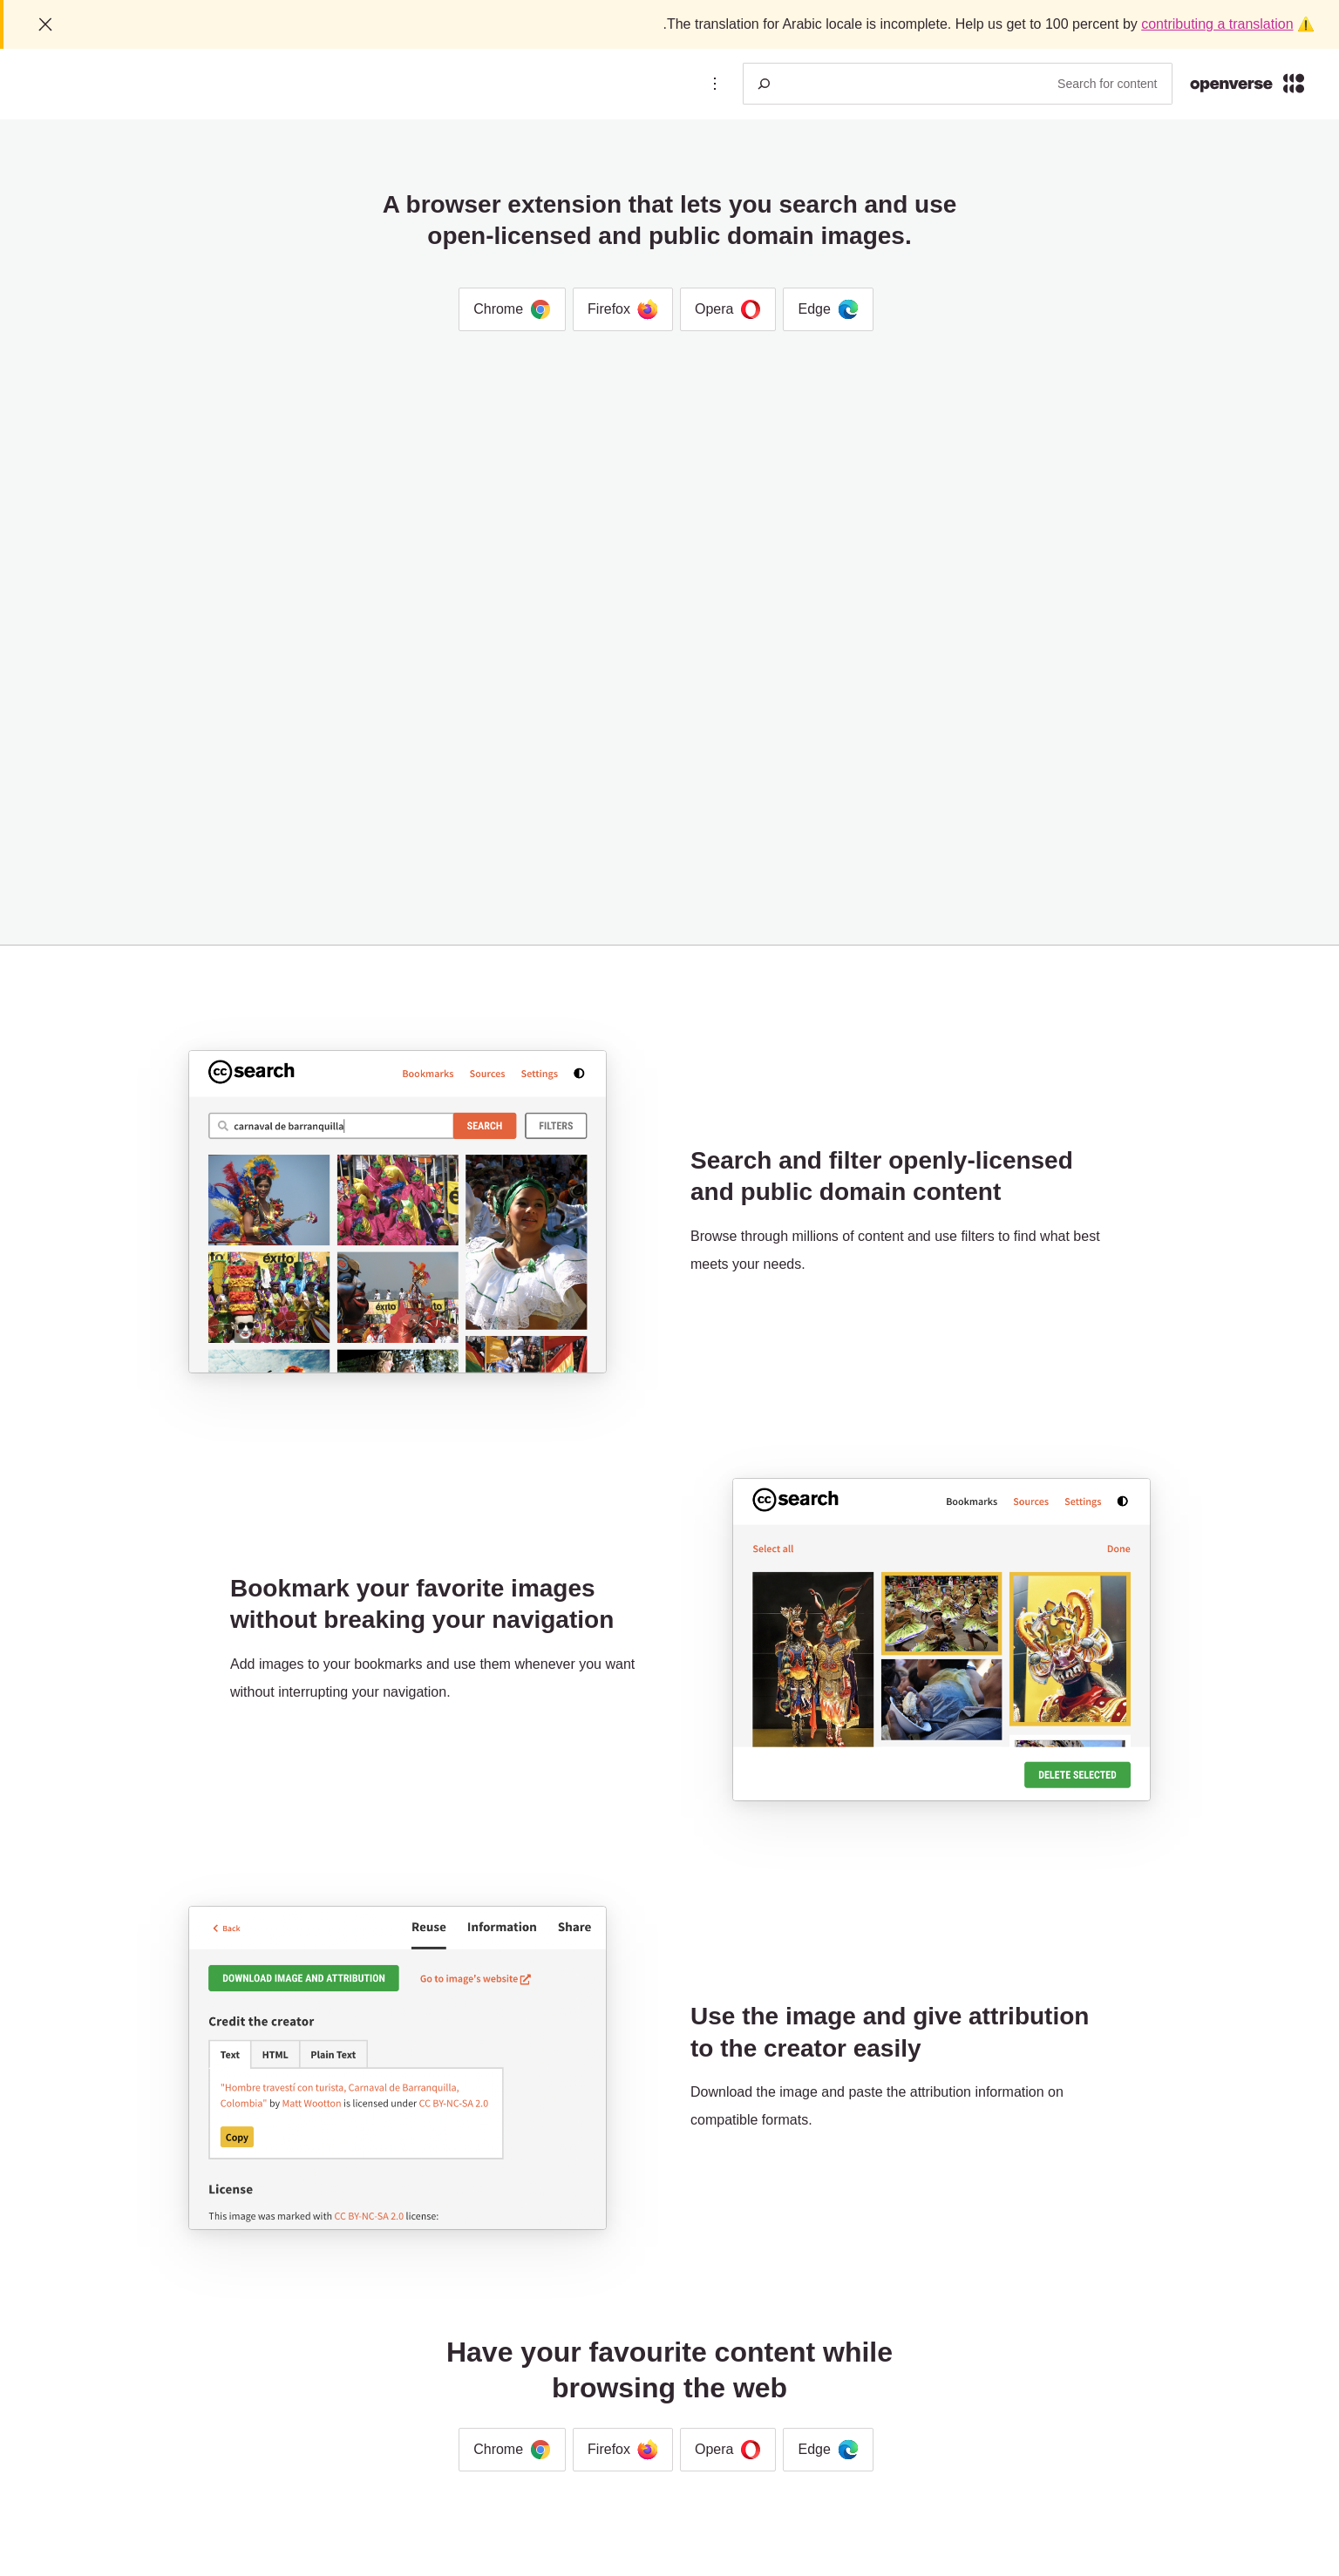 .The translation for Arabic locale is incomplete. Help us get to 100 percent by contributing a translation ⚠️
Search for content
openverse
A browser extension that lets you search and use
open-licensed and public domain images.
Chrome
Firefox
Opera
Edge
cc search
Bookmarks
Sources
Settings
carnaval de barranquilla
SEARCH
FILTERS
éxito
éxito
to
Search and filter openly-licensed
and public domain content
Browse through millions of content and use filters to find what best
meets your needs.
Bookmark your favorite images
without breaking your navigation
Add images to your bookmarks and use them whenever you want
without interrupting your navigation.
cc search
Bookmarks
Sources
Settings
Select all
Done
DELETE SELECTED
Back
Reuse
Information
Share
DOWNLOAD IMAGE AND ATTRIBUTION
Go to image's website
Credit the creator
Text
HTML
Plain Text
"Hombre travestí con turista, Carnaval de Barranquilla,
Colombia" by Matt Wootton is licensed under CC BY-NC-SA 2.0
Copy
License
This image was marked with CC BY-NC-SA 2.0 license:
Use the image and give attribution
to the creator easily
Download the image and paste the attribution information on
compatible formats.
Have your favourite content while
browsing the web
Chrome
Firefox
Opera
Edge